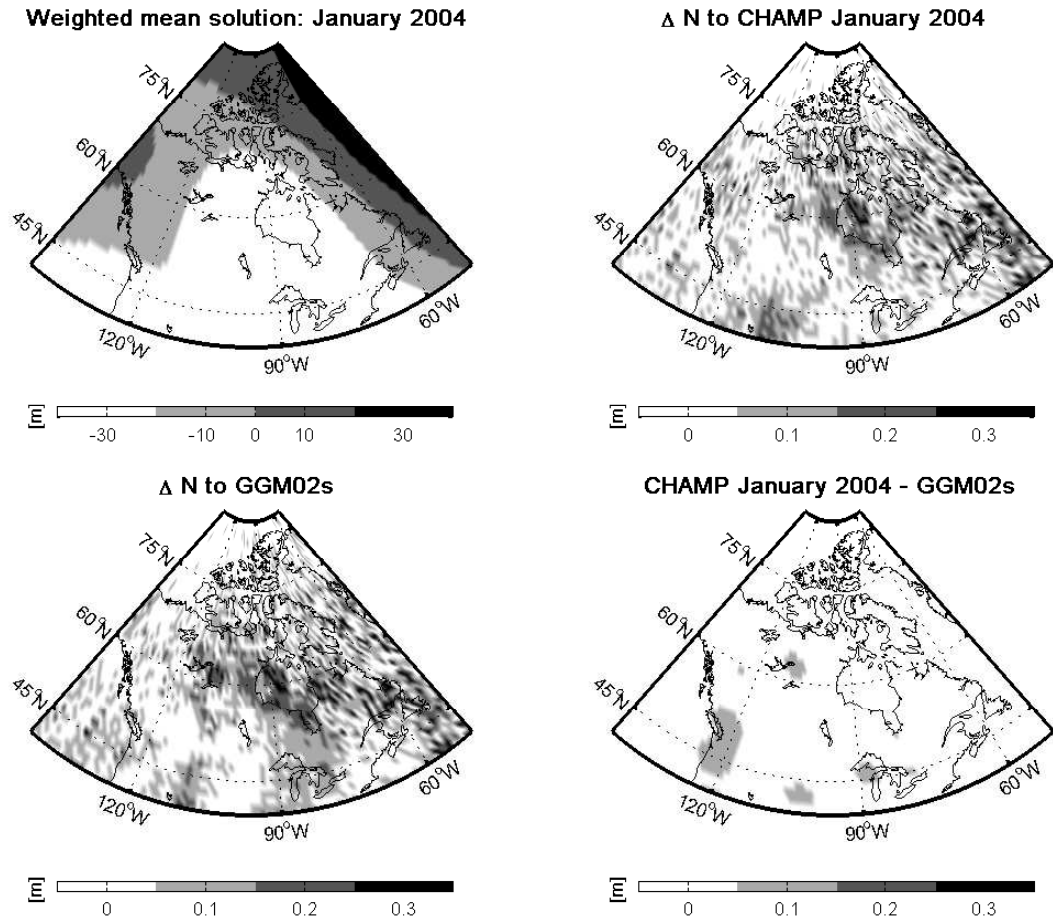 Weighted mean solution: January 2004
75°N
60°N
45°N
120°W
90°W
60°W
[m]
-30 -10 0 10 30
Δ N to CHAMP January 2004
75°N
60°N
45°N
120°W
90°W
60°W
[m]
0 0.1 0.2 0.3
Δ N to GGM02s
75°N
60°N
45°N
120°W
90°W
60°W
[m]
0 0.1 0.2 0.3
CHAMP January 2004 - GGM02s
75°N
60°N
45°N
120°W
90°W
60°W
[m]
0 0.1 0.2 0.3